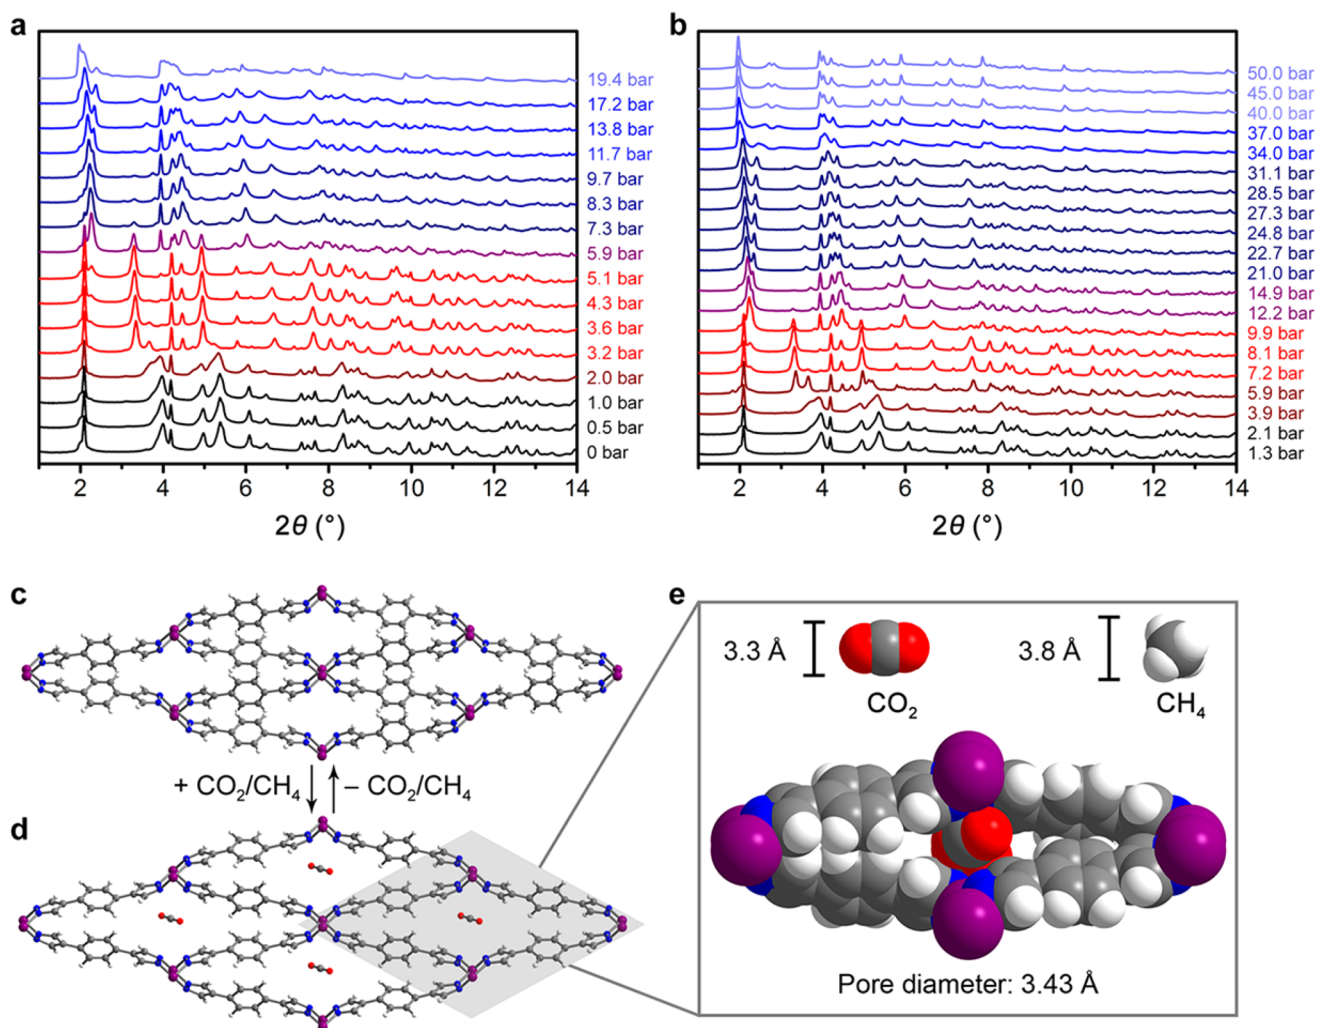 a
19.4 bar
17.2 bar
13.8 bar
11.7 bar
9.7 bar
8.3 bar
7.3 bar
5.9 bar
5.1 bar
4.3 bar
3.6 bar
3.2 bar
2.0 bar
1.0 bar
0.5 bar
0 bar
2 4 6 8 10 12 14
2θ (°)
b
50.0 bar
45.0 bar
40.0 bar
37.0 bar
34.0 bar
31.1 bar
28.5 bar
27.3 bar
24.8 bar
22.7 bar
21.0 bar
14.9 bar
12.2 bar
9.9 bar
8.1 bar
7.2 bar
5.9 bar
3.9 bar
2.1 bar
1.3 bar
2 4 6 8 10 12 14
2θ (°)
c
+ CO₂/CH₄ − CO₂/CH₄
d
e
3.3 Å
CO₂
3.8 Å
CH₄
Pore diameter: 3.43 Å